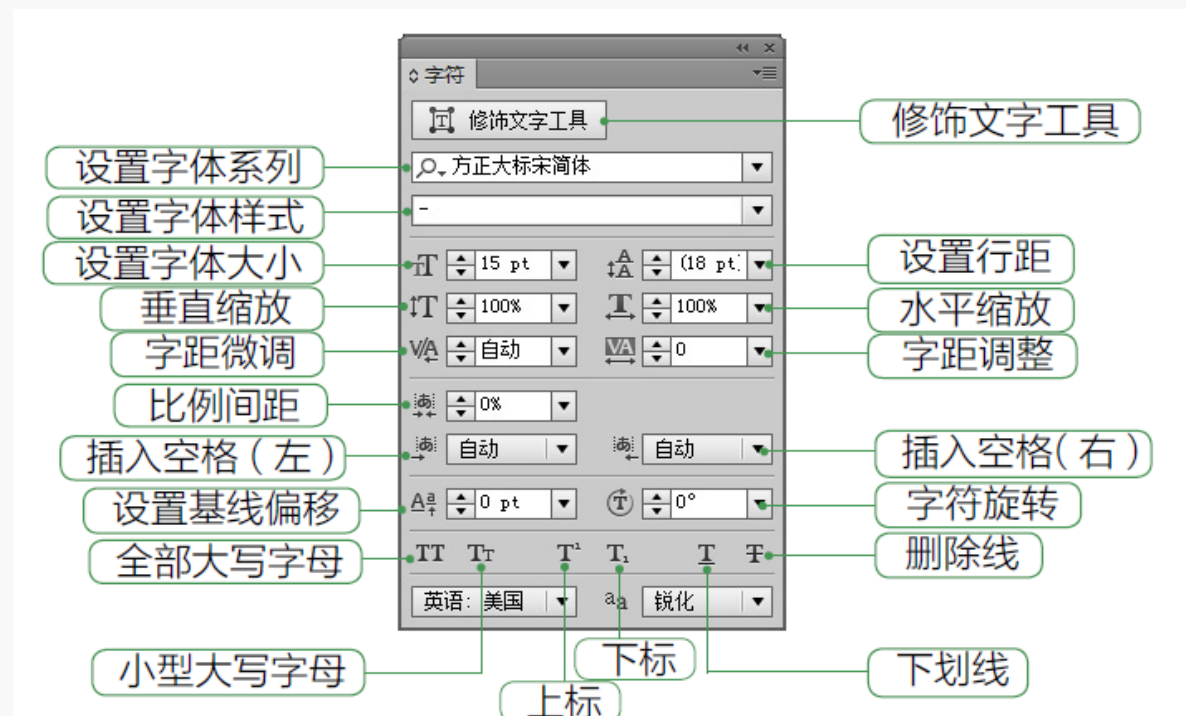 字符
修饰文字工具
修饰文字工具
设置字体系列
方正大标宋简体
设置字体样式
-
设置字体大小
15 pt
(18 pt)
设置行距
垂直缩放
100%
100%
水平缩放
字距微调
自动
0
字距调整
比例间距
0%
插入空格(左)
自动
自动
插入空格(右)
设置基线偏移
0 pt
0°
字符旋转
全部大写字母
TT Tт T¹ T₁ T T
删除线
英语: 美国
aa 锐化
小型大写字母
上标
下标
下划线